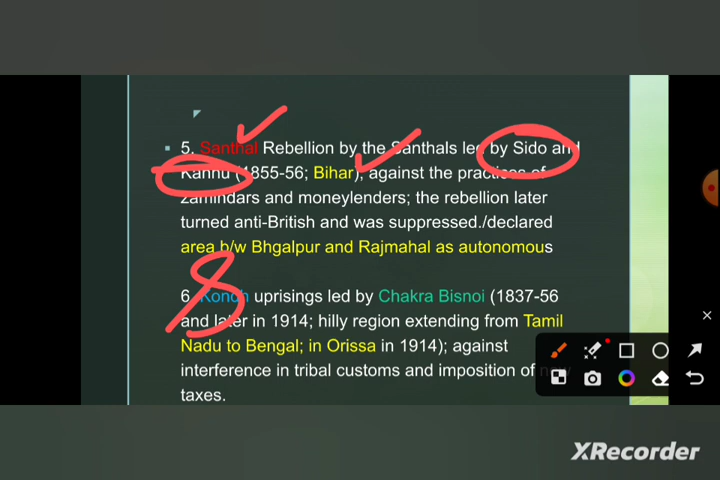 5. Santhal Rebellion by the Santhals led by Sido and
Kanhu (1855-56; Bihar), against the practices of
zamindars and moneylenders; the rebellion later
turned anti-British and was suppressed./declared
area b/w Bhgalpur and Rajmahal as autonomous
6. Kondh uprisings led by Chakra Bisnoi (1837-56
and later in 1914; hilly region extending from Tamil
Nadu to Bengal; in Orissa in 1914); against
interference in tribal customs and imposition of new
taxes.
XRecorder